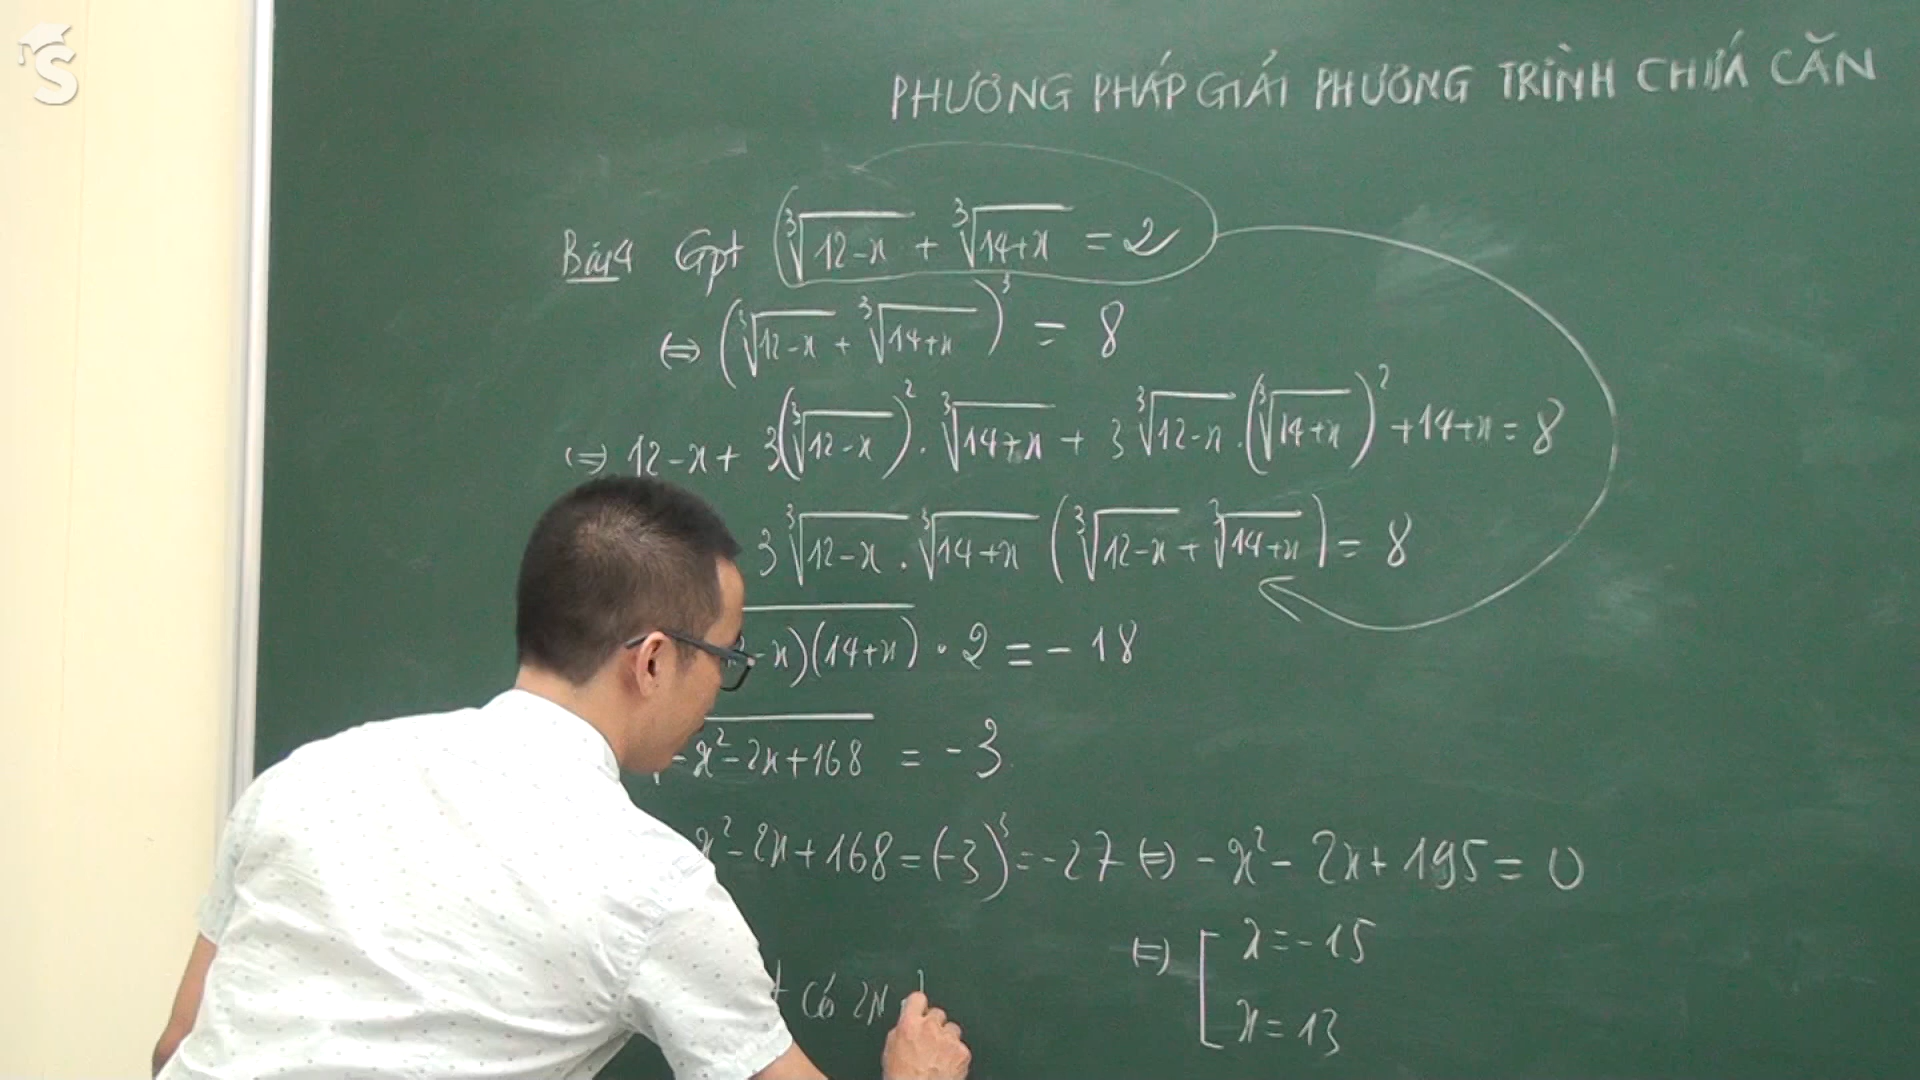 PHƯƠNG PHÁP GIẢI PHƯƠNG TRÌNH CHỨA CĂN
Bài 4 Gpt ∛(12-x) + ∛(14+x) = 2
⇔ (∛(12-x) + ∛(14+x))³ = 8
⇔ 12-x + 3(∛(12-x))² . ∛(14+x) + 3∛(12-x) . (∛(14+x))² + 14+x = 8
3∛(12-x) . ∛(14+x) (∛(12-x) + ∛(14+x)) = 8
-x)(14+x) . 2 = -18
-x²-2x+168 = -3
x²-2x+168 = (-3)³ = -27 ⇔ -x²-2x+195 = 0
⇔ [ x = -15
x = 13
có 2N
S